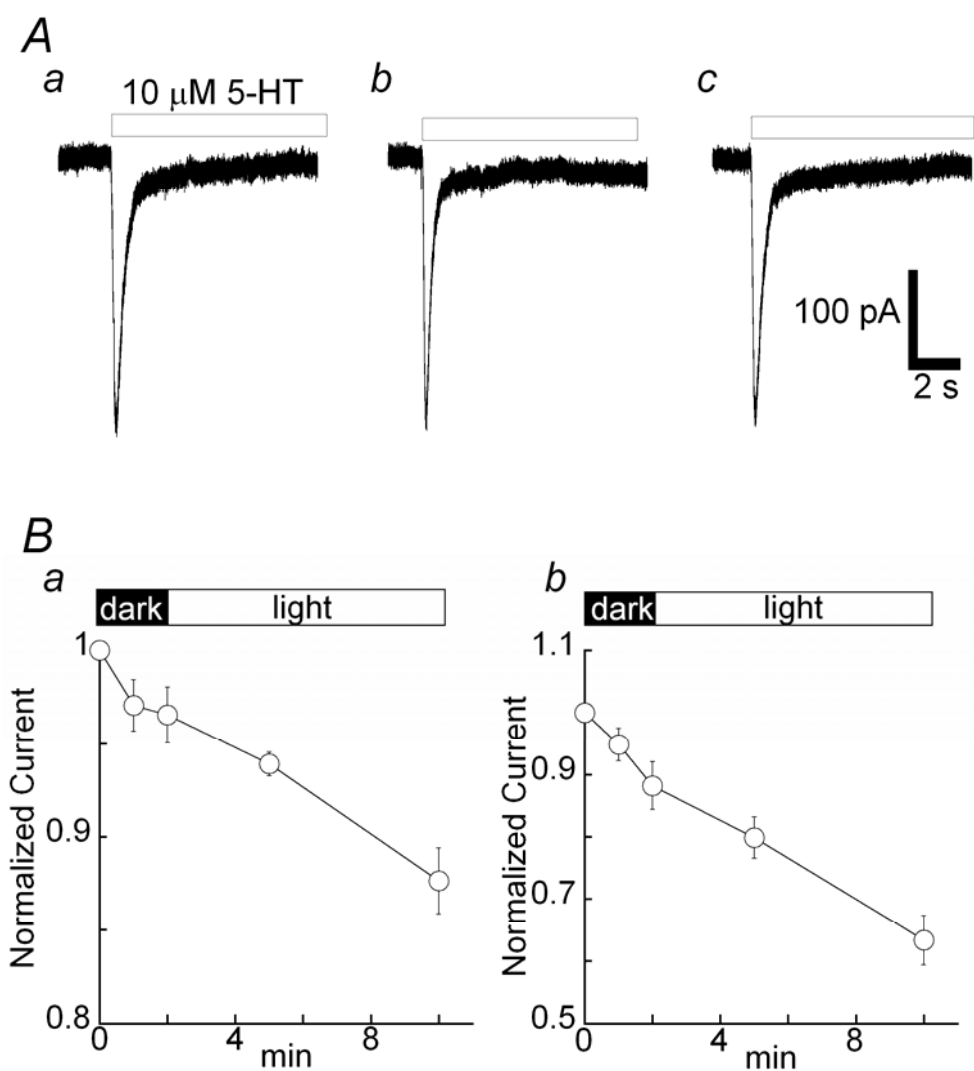 A
a b c
10 μM 5-HT
100 pA
2 s
B
a b
dark light dark light
1
0.9
0.8
Normalized Current
0 4 8
min
1.1
0.9
0.7
0.5
Normalized Current
0 4 8
min